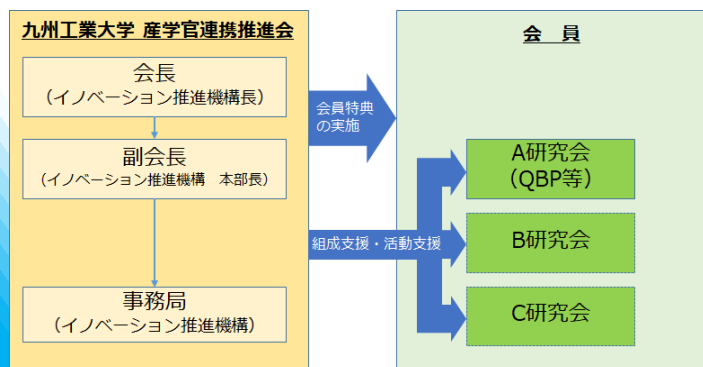 九州工業大学 産学官連携推進会
会長
（イノベーション推進機構長）
副会長
（イノベーション推進機構　本部長）
事務局
（イノベーション推進機構）
会員特典
の実施
組成支援・活動支援
会　員
A研究会
（QBP等）
B研究会
C研究会